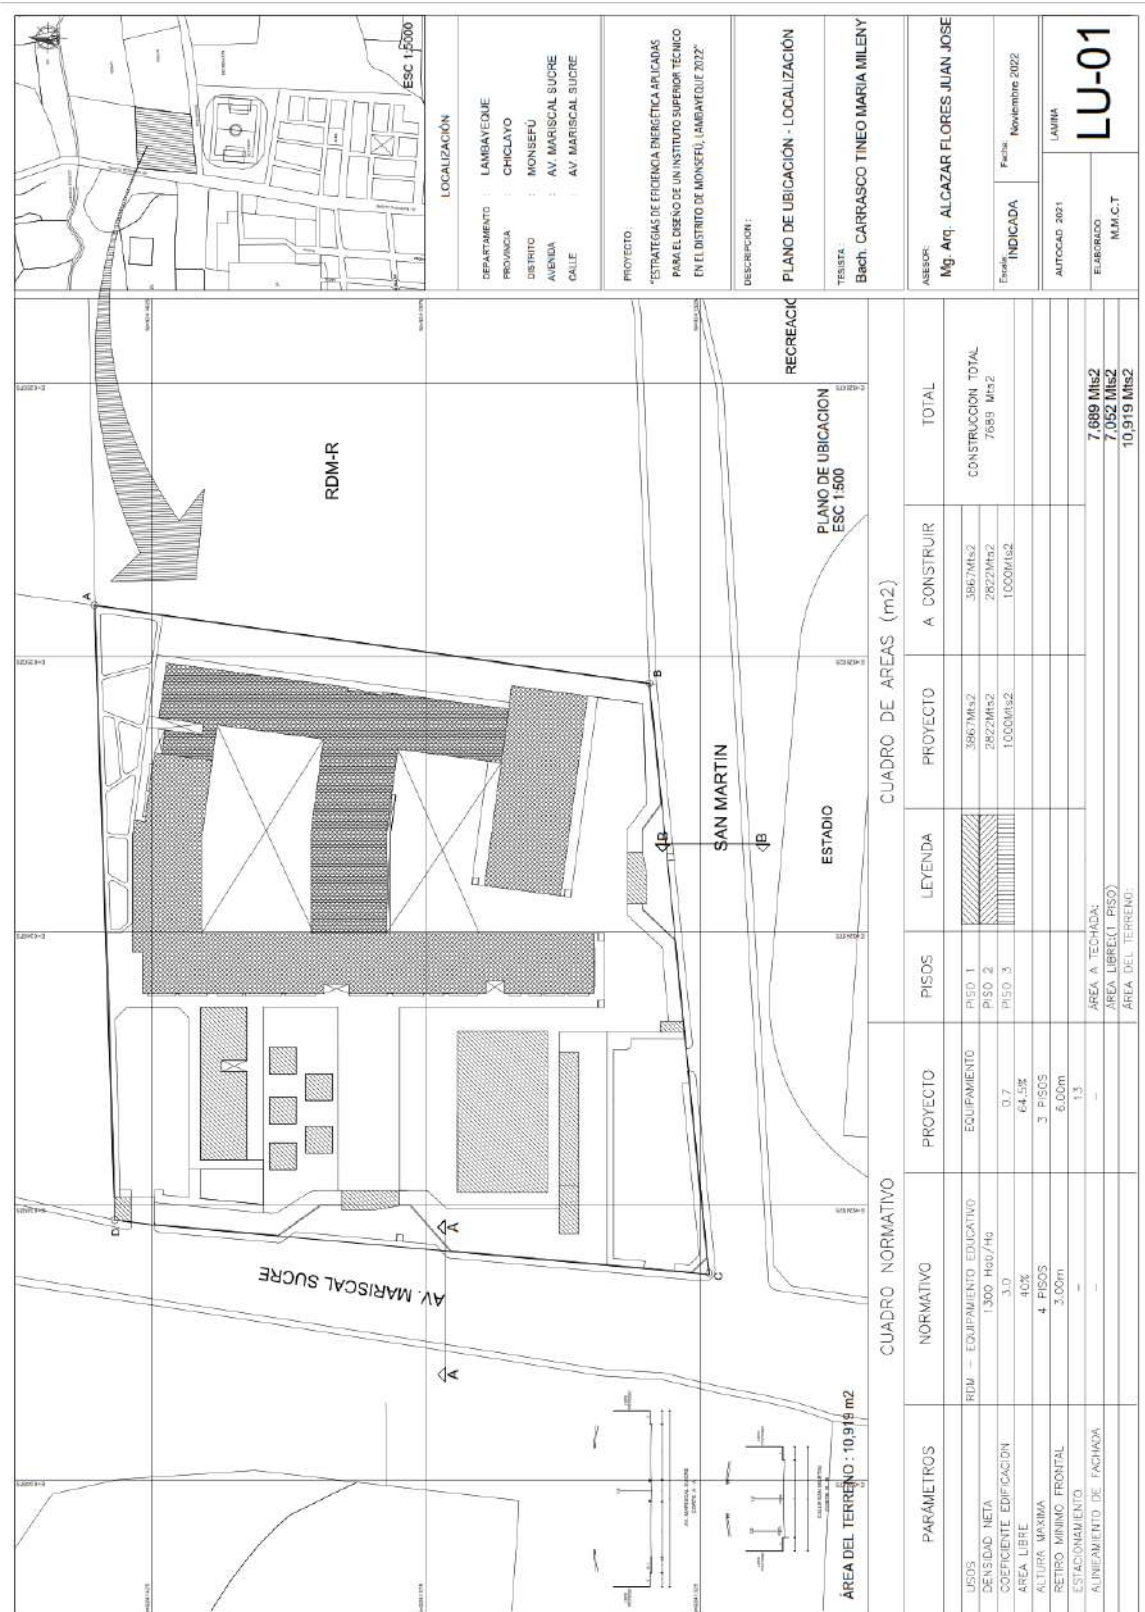 ESC 1:5000
LOCALIZACIÓN
DEPARTAMENTO : LAMBAYEQUE
PROVINCIA : CHICLAYO
DISTRITO : MONSEFÚ
AVENIDA : AV. MARISCAL SUCRE
CALLE : AV. MARISCAL SUCRE
PROYECTO:
"ESTRATEGIAS DE EFICIENCIA ENERGÉTICA APLICADAS
PARA EL DISEÑO DE UN INSTITUTO SUPERIOR TÉCNICO
EN EL DISTRITO DE MONSEFÚ, LAMBAYEQUE 2022"
DESCRIPCION :
PLANO DE UBICACIÓN - LOCALIZACIÓN
TESISTA :
Bach. CARRASCO TINEO MARIA MILENY
ASESOR:
Mg. Arq. ALCAZAR FLORES JUAN JOSE
Escala: INDICADA
Fecha: Noviembre 2022
AUTOCAD 2021
LAMINA
LU-01
ELABORADO
M.M.C.T
RDM-R
A
B
C
D
AV. MARISCAL SUCRE
A
A
SAN MARTIN
B
B
ESTADIO
RECREACIÓ
PLANO DE UBICACION
ESC 1:500
ÁREA DEL TERRENO : 10,919 m2
CUADRO NORMATIVO
PARÁMETROS NORMATIVO PROYECTO
USOS RDM - EQUIPAMIENTO EDUCATIVO EQUIPAMIENTO
DENSIDAD NETA 1300 Hab/Ha
COEFICIENTE EDIFICACION 3.0 0.7
AREA LIBRE 40% 64.5%
ALTURA MAXIMA 4 PISOS 3 PISOS
RETIRO MINIMO FRONTAL 3.00m 6.00m
ESTACIONAMIENTO - 13
ALINIEAMIENTO DE FACHADA - -
CUADRO DE AREAS (m2)
PISOS LEYENDA PROYECTO A CONSTRUIR TOTAL
PISO 1 3867Mts2 3867Mts2 CONSTRUCCION TOTAL
PISO 2 2822Mts2 2822Mts2 7689 Mts2
PISO 3 1000Mts2 1000Mts2
ÁREA A TECHADA: 7,689 Mts2
ÁREA LIBRE:(1 PISO) 7,052 Mts2
ÁREA DEL TERRENO: 10,919 Mts2